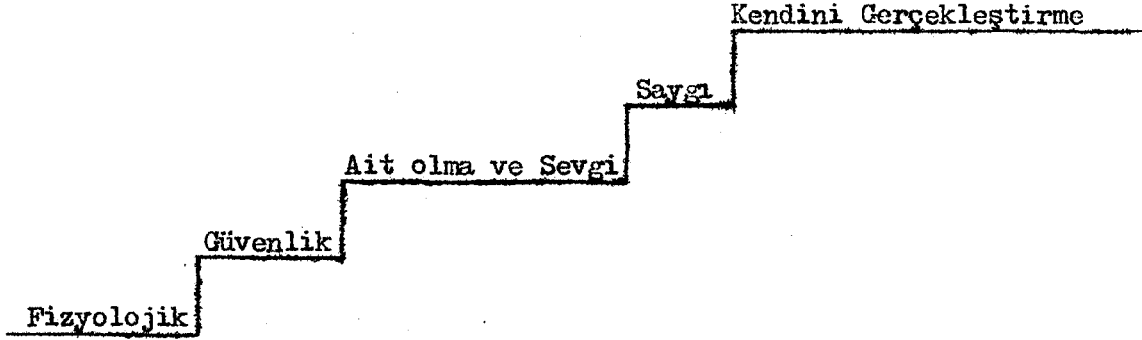 Kendini Gerçekleştirme
Saygı
Ait olma ve Sevgi
Güvenlik
Fizyolojik